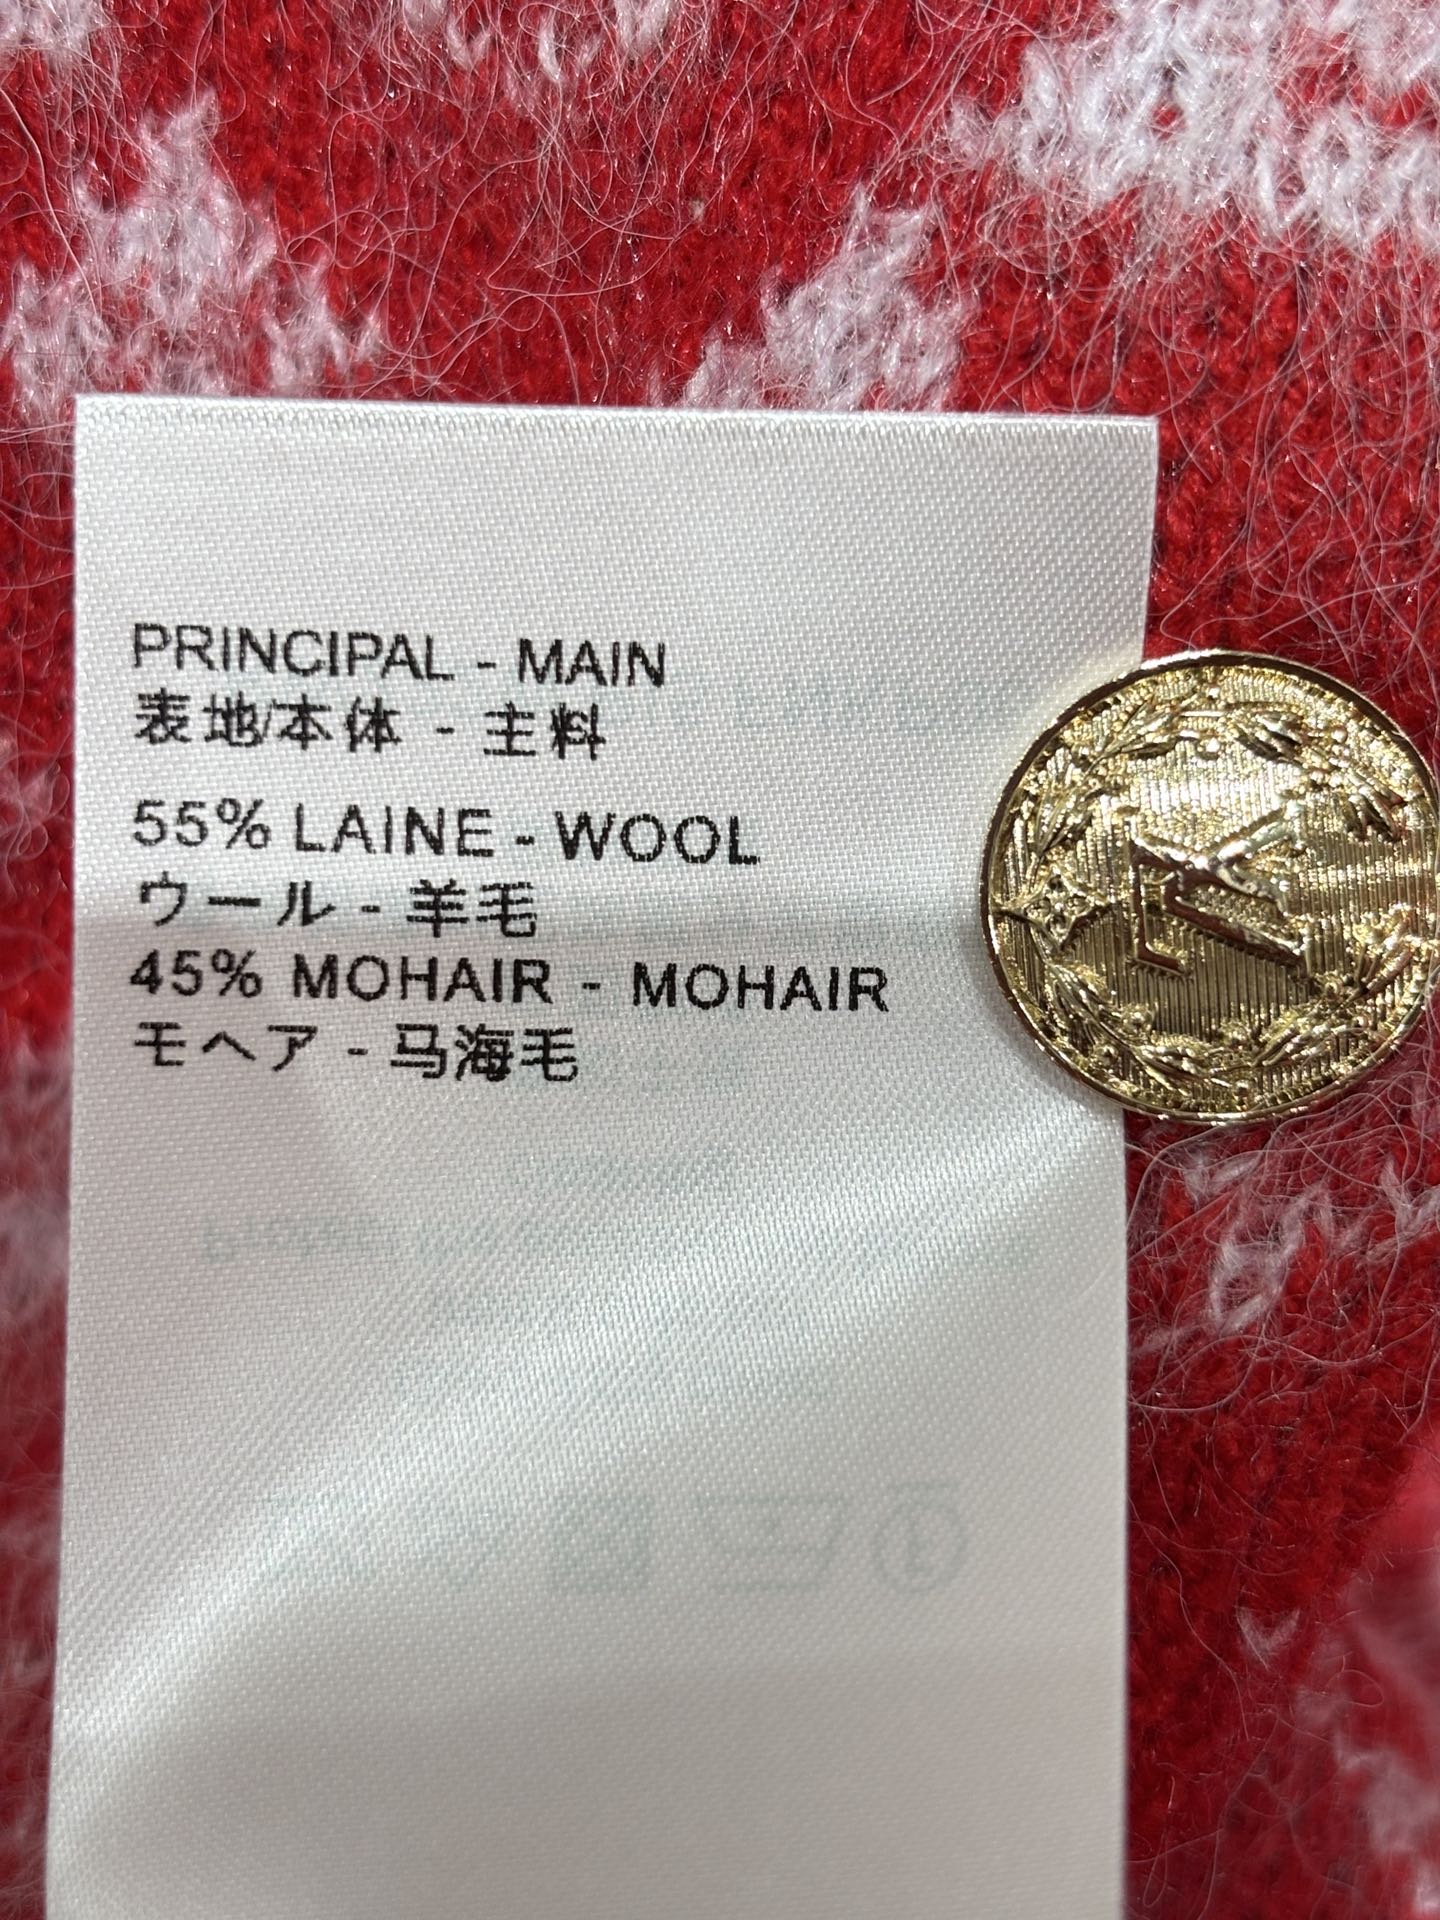 PRINCIPAL - MAIN
表地/本体 - 主料
55% LAINE - WOOL
ウール - 羊毛
45% MOHAIR - MOHAIR
モヘア - 马海毛